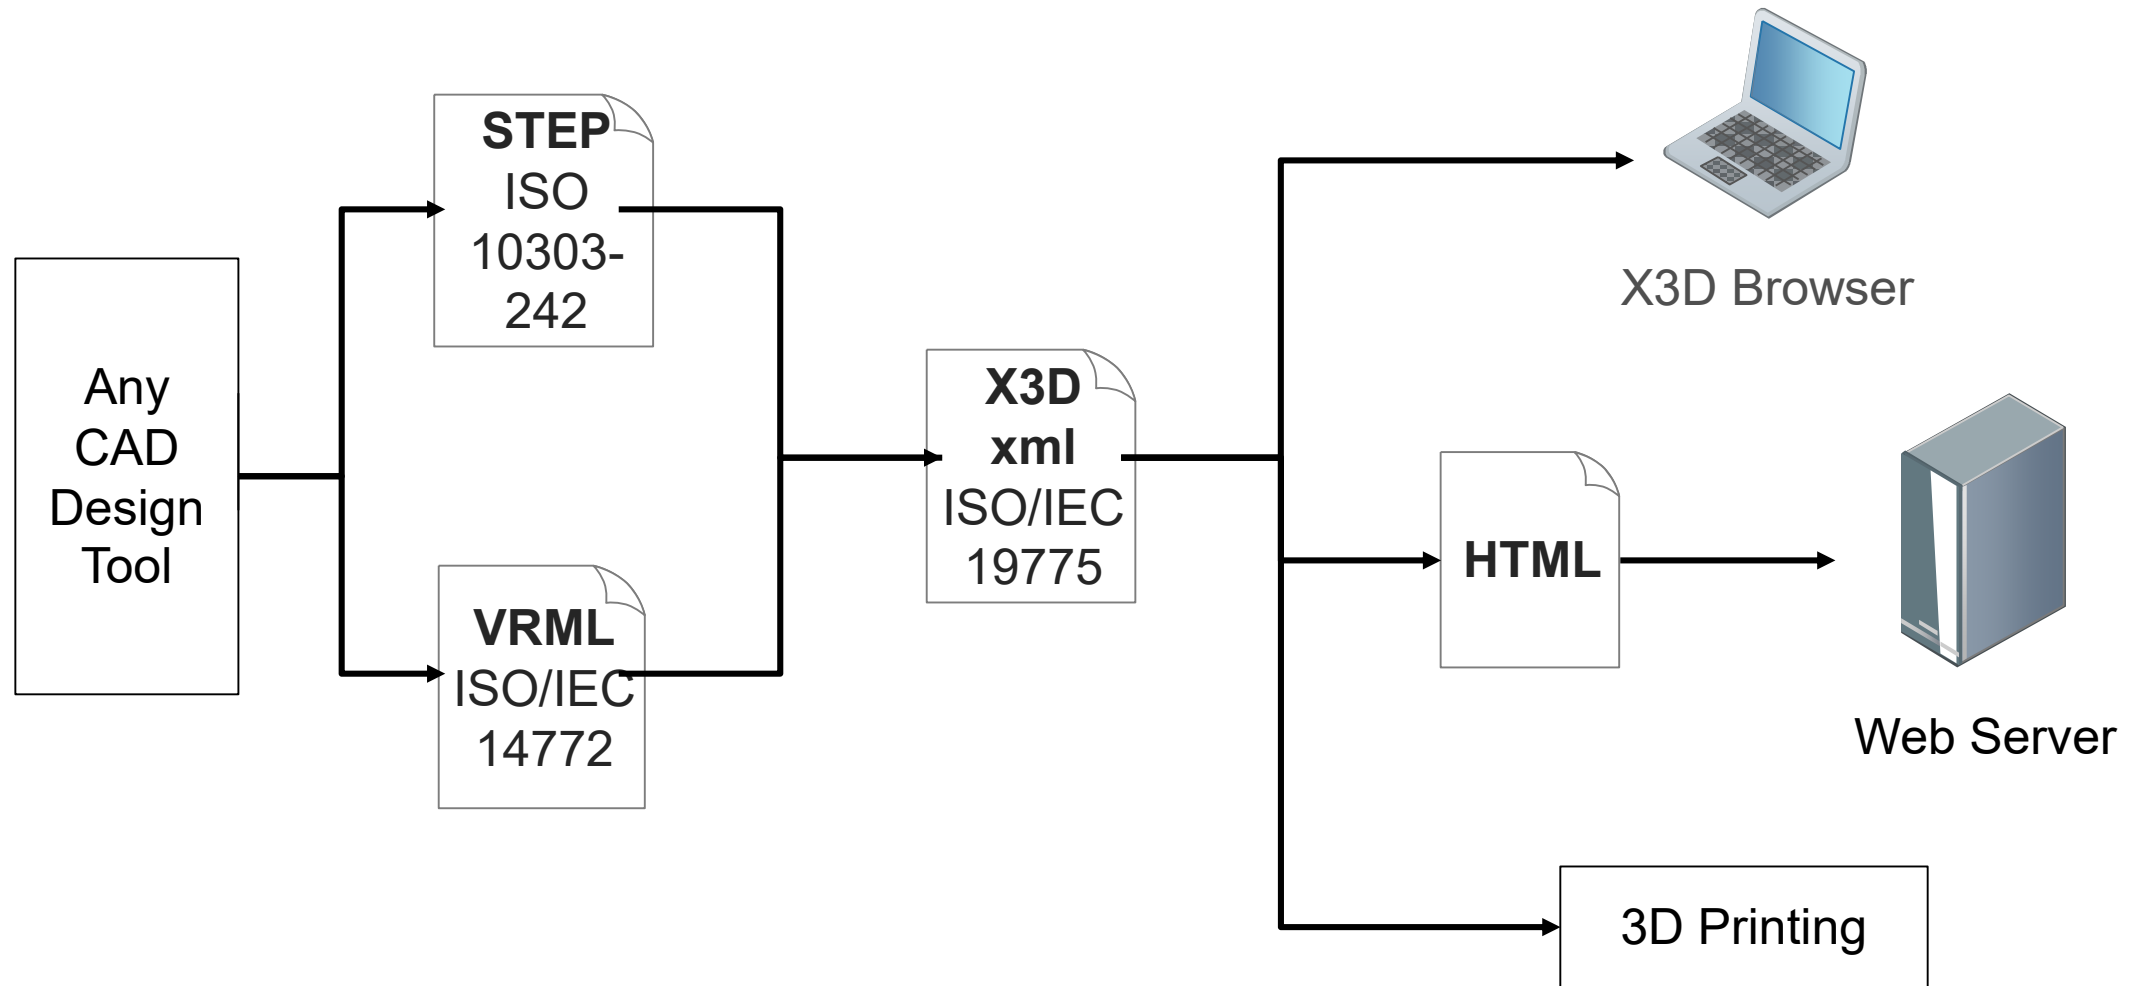 Any
CAD
Design
Tool
STEP
ISO
10303-
242
VRML
ISO/IEC
14772
X3D
xml
ISO/IEC
19775
X3D Browser
HTML
Web Server
3D Printing